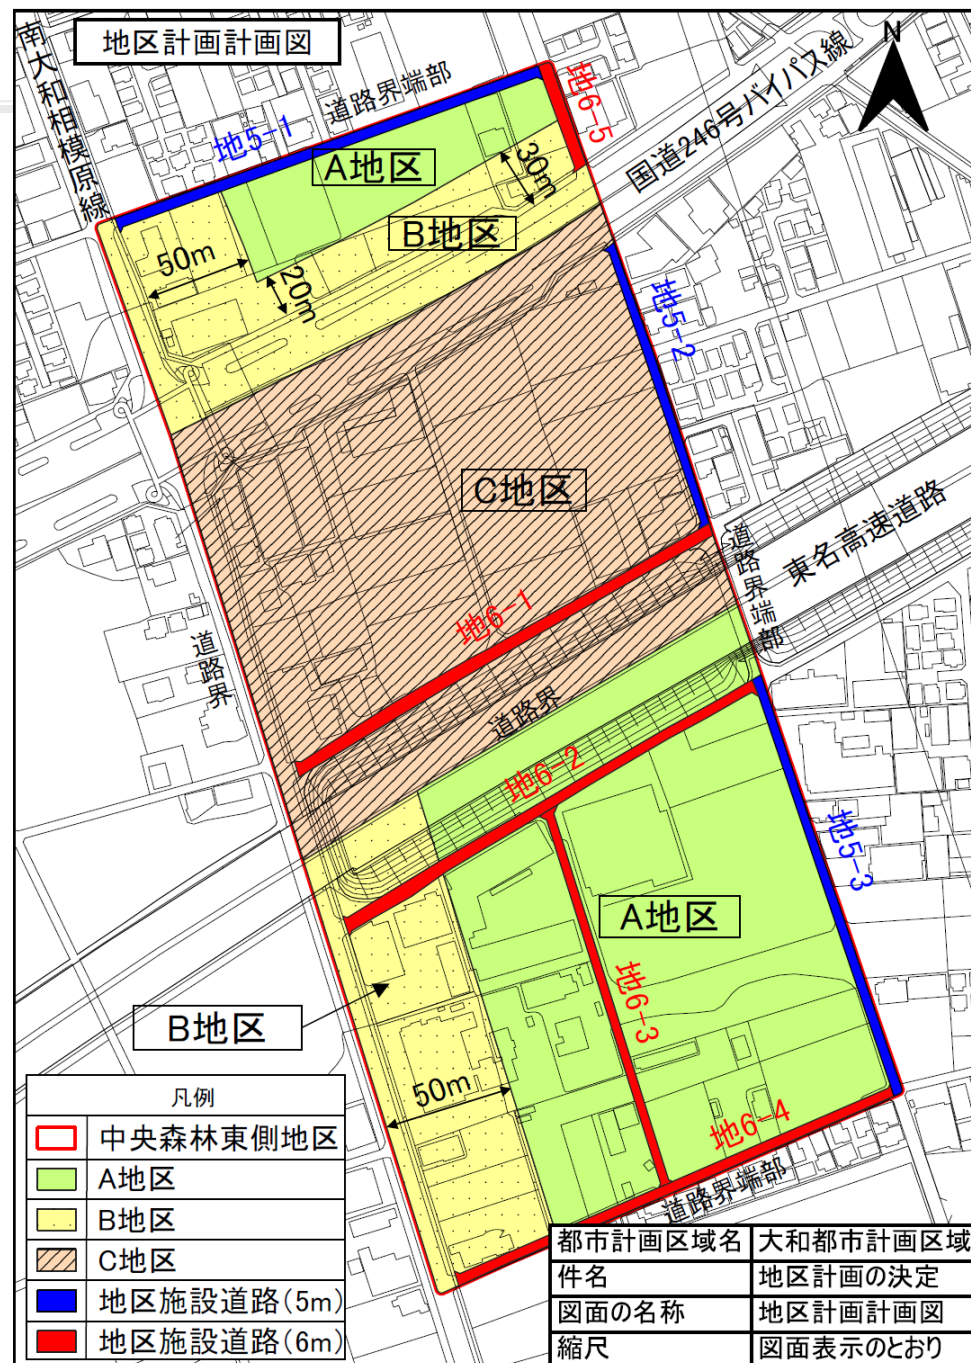 地区計画計画図
南大和相模原線
N
道路界端部
地5-1
地6-5
国道246号バイパス線
A地区
30m
B地区
50m
20m
地5-2
C地区
東名高速道路
道路界端部
地6-1
道路界
道路界
地6-2
地5-3
A地区
地6-3
B地区
50m
地6-4
道路界端部
凡例
中央森林東側地区
A地区
B地区
C地区
地区施設道路(5m)
地区施設道路(6m)
都市計画区域名 大和都市計画区域
件名 地区計画の決定
図面の名称 地区計画計画図
縮尺 図面表示のとおり